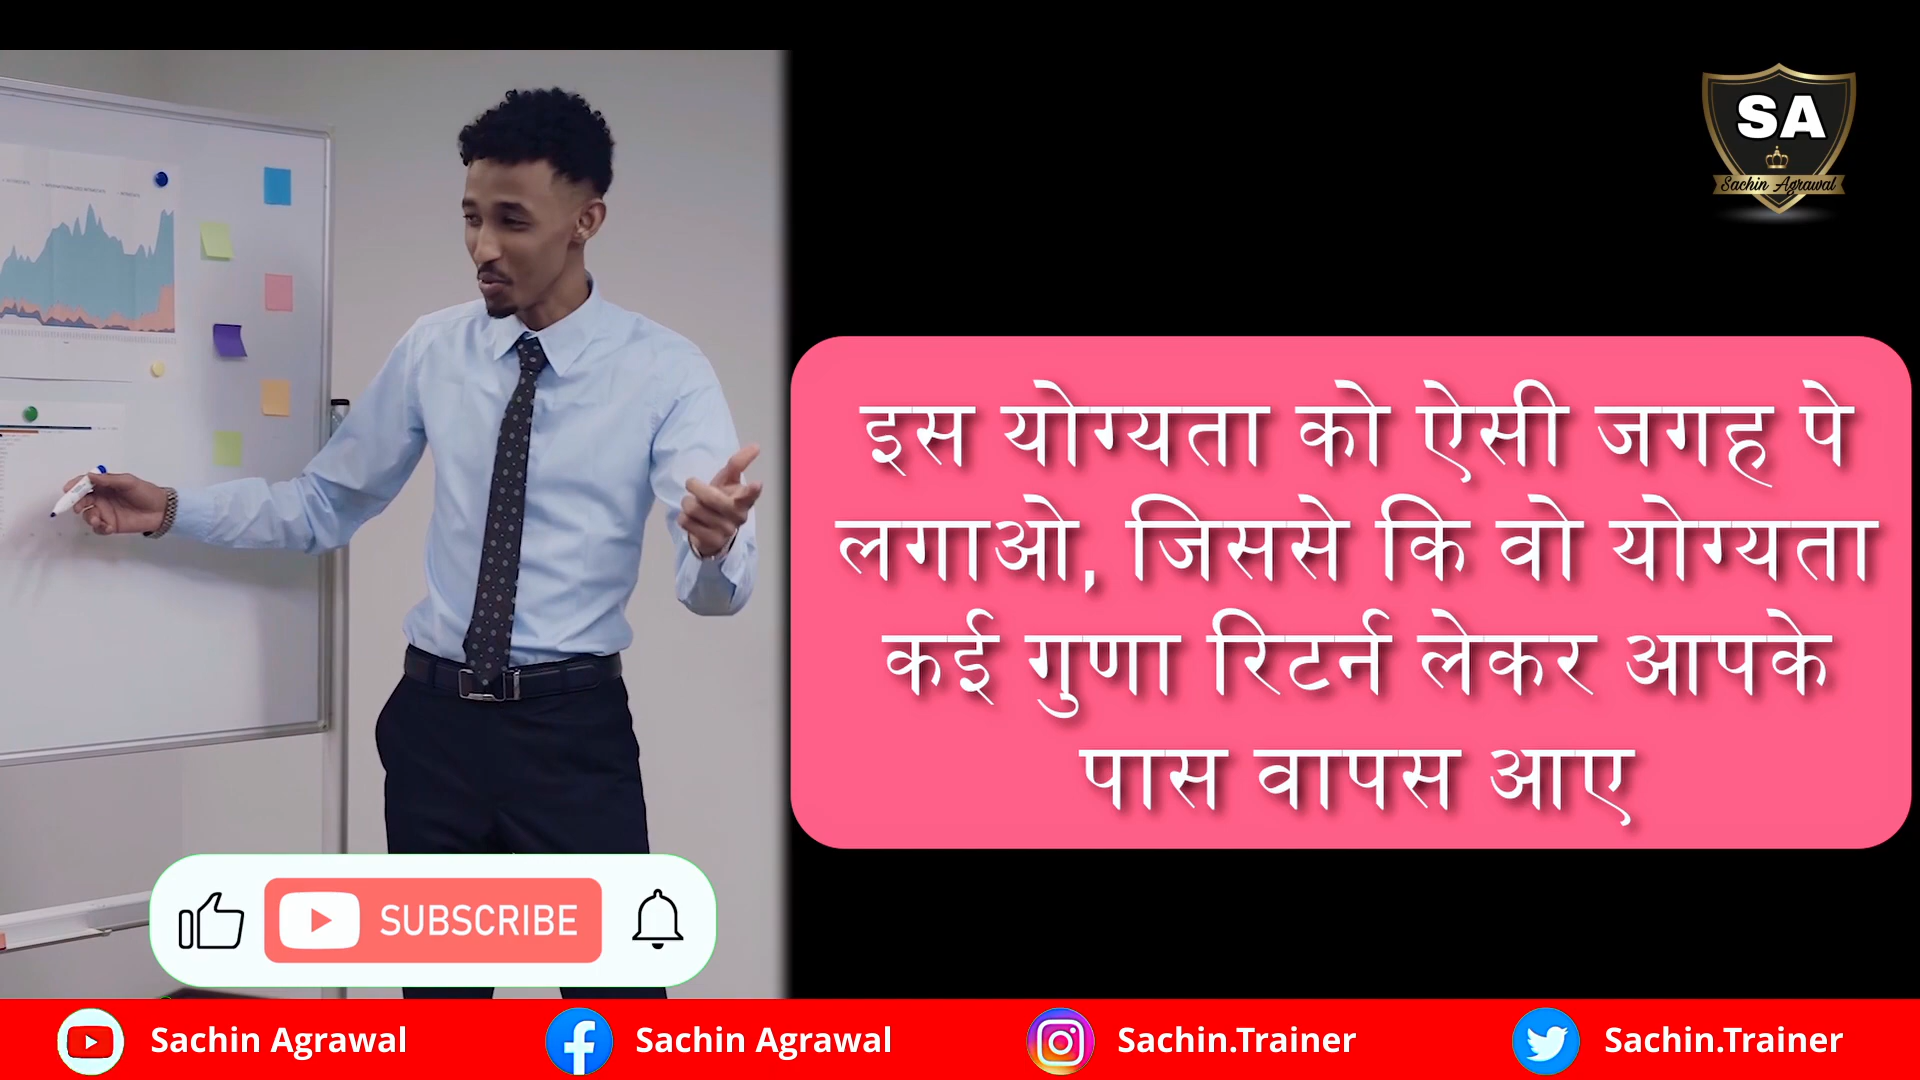 SA
Sachin Agrawal
इस योग्यता को ऐसी जगह पे
लगाओ, जिससे कि वो योग्यता
कई गुणा रिटर्न लेकर आपके
पास वापस आए
SUBSCRIBE
Sachin Agrawal
Sachin Agrawal
Sachin.Trainer
Sachin.Trainer